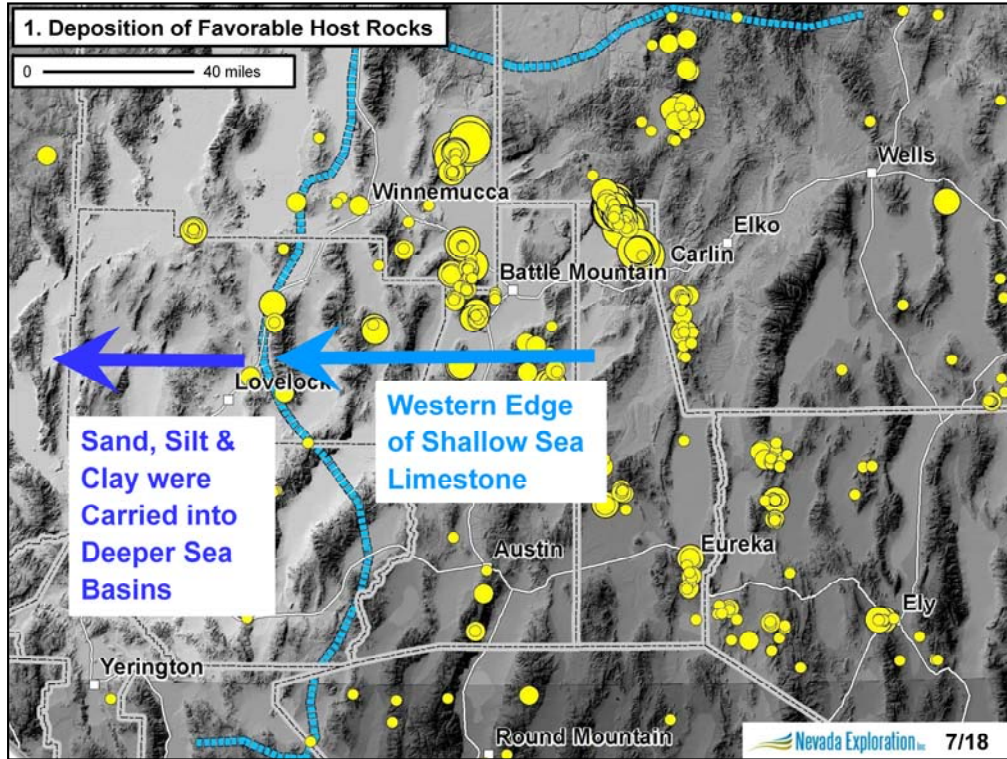 1. Deposition of Favorable Host Rocks
0 40 miles
Wells
Winnemucca
Elko
Carlin
Battle Mountain
Lovelock
Western Edge
of Shallow Sea
Limestone
Sand, Silt &
Clay were
Carried into
Deeper Sea
Basins
Austin
Eureka
Ely
Yerington
Round Mountain
Nevada Exploration Inc 7/18